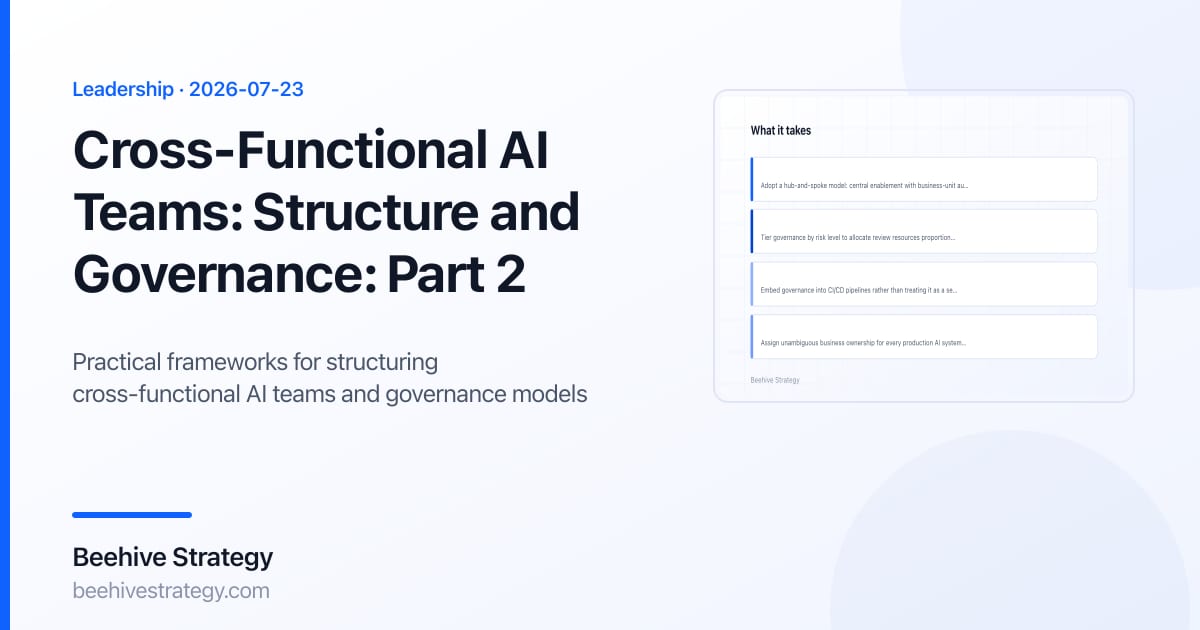 Leadership · 2026-07-23
Cross-Functional AI
Teams: Structure and
Governance: Part 2
Practical frameworks for structuring
cross-functional AI teams and governance models
Beehive Strategy
beehivestrategy.com
What it takes
Adopt a hub-and-spoke model: central enablement with business-unit au...
Tier governance by risk level to allocate review resources proportion...
Embed governance into CI/CD pipelines rather than treating it as a se...
Assign unambiguous business ownership for every production AI system...
Beehive Strategy